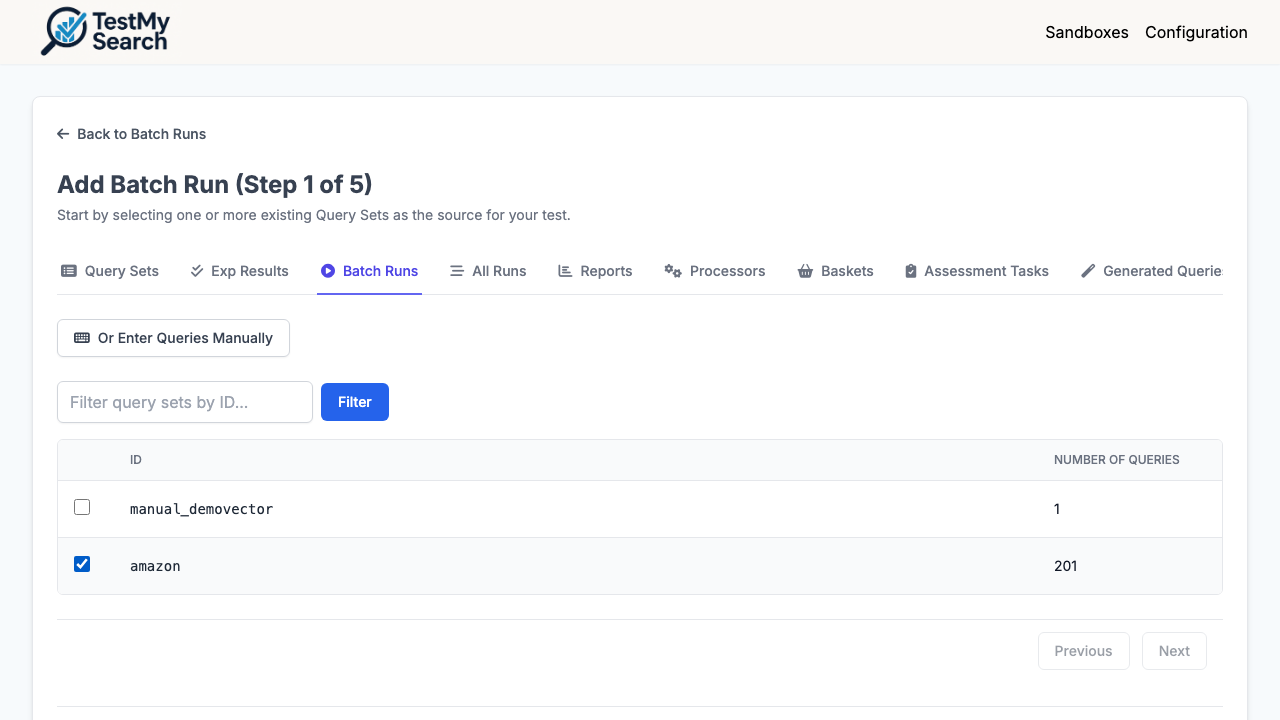 TestMy
Search
Sandboxes Configuration
Back to Batch Runs
Add Batch Run (Step 1 of 5)
Start by selecting one or more existing Query Sets as the source for your test.
Query Sets Exp Results Batch Runs All Runs Reports Processors Baskets Assessment Tasks Generated Querie
Or Enter Queries Manually
Filter query sets by ID... Filter
ID NUMBER OF QUERIES
manual_demovector 1
amazon 201
Previous Next